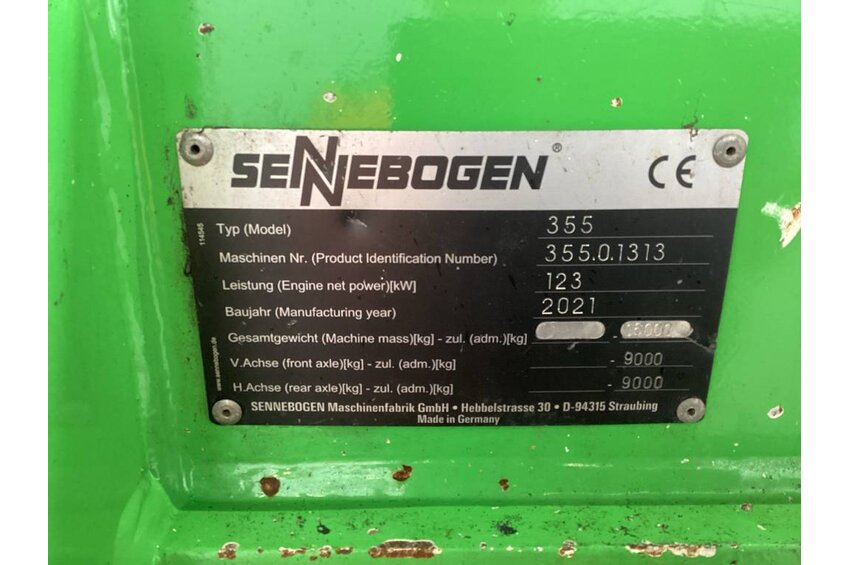 SENNEBOGEN ® CE
114545
Typ (Model) 355
Maschinen Nr. (Product Identification Number) 355.0.1313
Leistung (Engine net power)[kW] 123
Baujahr (Manufacturing year) 2021
Gesamtgewicht (Machine mass)[kg] - zul. (adm.)[kg] -
V.Achse (front axle)[kg] - zul. (adm.)[kg] - 9000
H.Achse (rear axle)[kg] - zul. (adm.)[kg] - 9000
www.sennebogen.de
SENNEBOGEN Maschinenfabrik GmbH • Hebbelstrasse 30 • D-94315 Straubing
Made in Germany